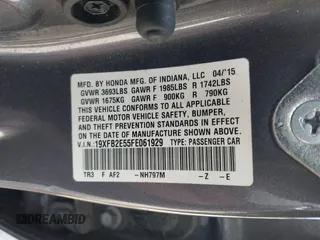 MFD. BY HONDA MFG. OF INDIANA, LLC 04/'15
GVWR 3693LBS GAWR F 1985LBS R 1742LBS
GVWR 1675KG GAWR F 900KG R 790KG
THIS VEHICLE CONFORMS TO ALL APPLICABLE
FEDERAL MOTOR VEHICLE SAFETY, BUMPER,
AND THEFT PREVENTION STANDARDS IN EFFECT
ON THE DATE OF MANUFACTURE SHOWN ABOVE.
V.I.N: 19XFB2E55FE061929 TYPE: PASSENGER CAR
TR3 F AF2 -NH797M -Z -E
DREAMBID